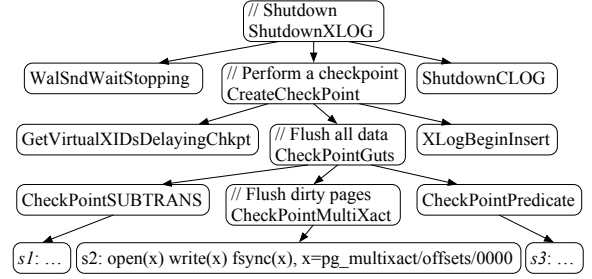 // Shutdown
ShutdownXLOG
WalSndWaitStopping
// Perform a checkpoint
CreateCheckPoint
ShutdownCLOG
GetVirtualXIDsDelayingChkpt
// Flush all data
CheckPointGuts
XLogBeginInsert
CheckPointSUBTRANS
// Flush dirty pages
CheckPointMultiXact
CheckPointPredicate
s1: …
s2: open(x) write(x) fsync(x), x=pg_multixact/offsets/0000
s3: …